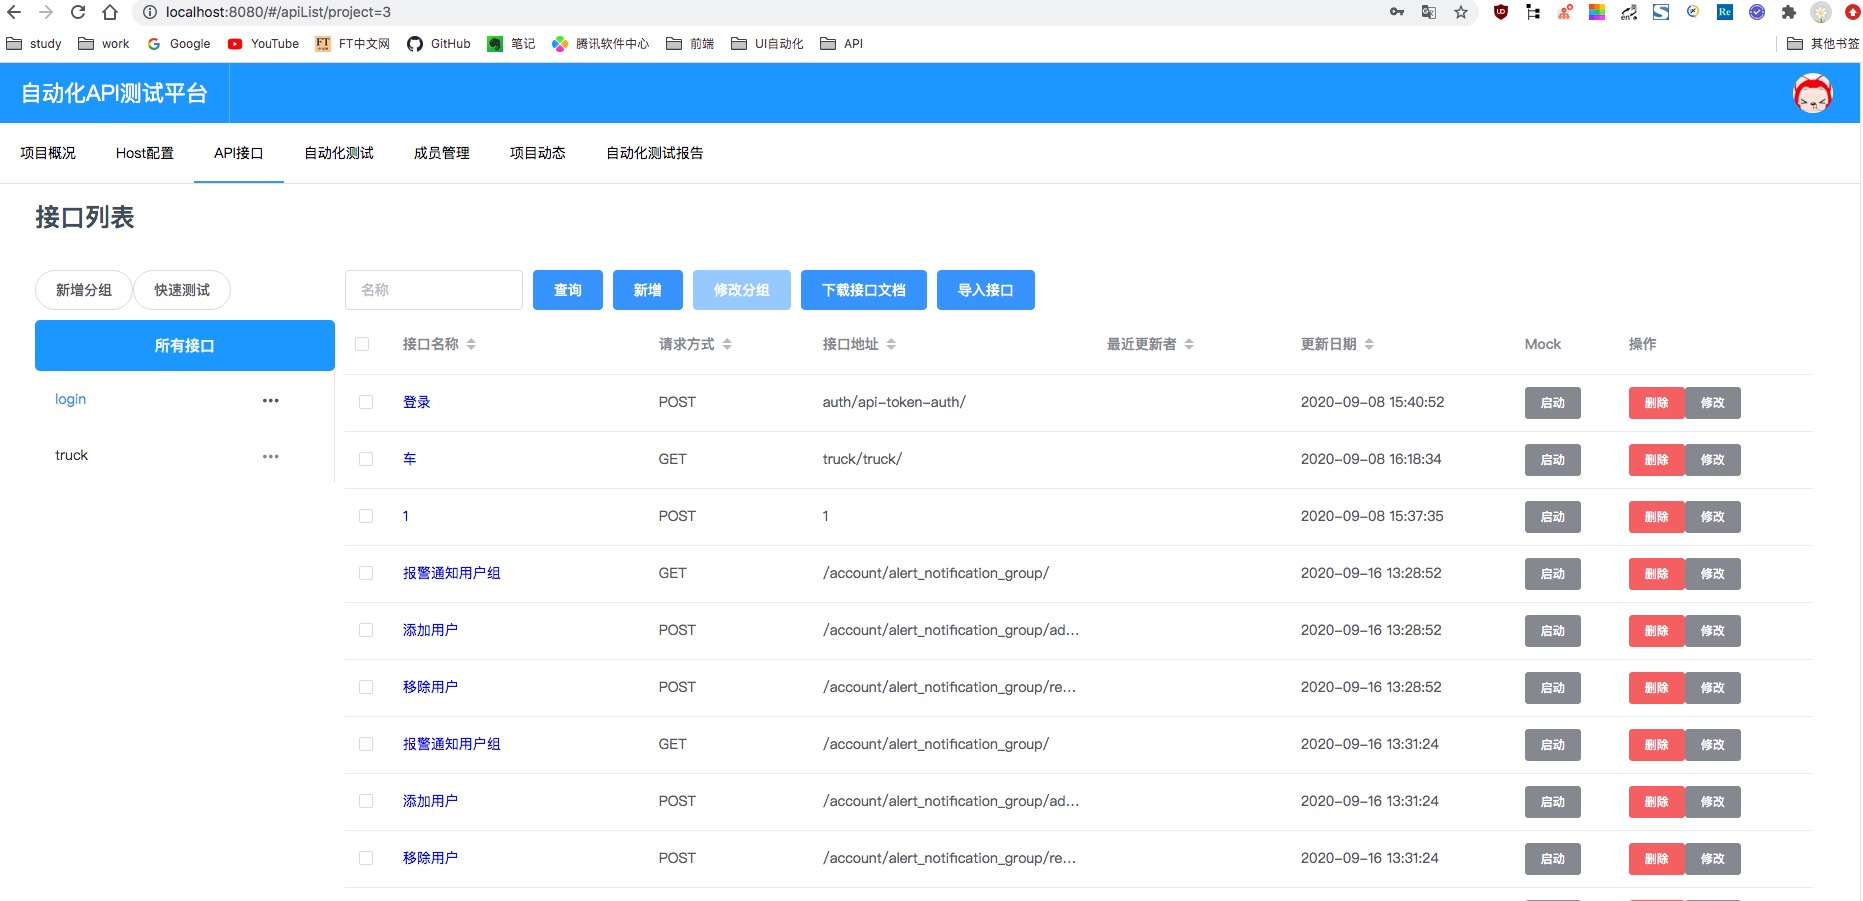 localhost:8080/#/apiList/project=3
study work Google YouTube FT中文网 GitHub 笔记 腾讯软件中心 前端 UI自动化 API 其他书签
自动化API测试平台
项目概况 Host配置 API接口 自动化测试 成员管理 项目动态 自动化测试报告
接口列表
新增分组 快速测试 名称 查询 新增 修改分组 下载接口文档 导入接口
所有接口 接口名称 请求方式 接口地址 最近更新者 更新日期 Mock 操作
login ••• 登录 POST auth/api-token-auth/ 2020-09-08 15:40:52 启动 删除 修改
truck ••• 车 GET truck/truck/ 2020-09-08 16:18:34 启动 删除 修改
1 POST 1 2020-09-08 15:37:35 启动 删除 修改
报警通知用户组 GET /account/alert_notification_group/ 2020-09-16 13:28:52 启动 删除 修改
添加用户 POST /account/alert_notification_group/ad... 2020-09-16 13:28:52 启动 删除 修改
移除用户 POST /account/alert_notification_group/re... 2020-09-16 13:28:52 启动 删除 修改
报警通知用户组 GET /account/alert_notification_group/ 2020-09-16 13:31:24 启动 删除 修改
添加用户 POST /account/alert_notification_group/ad... 2020-09-16 13:31:24 启动 删除 修改
移除用户 POST /account/alert_notification_group/re... 2020-09-16 13:31:24 启动 删除 修改